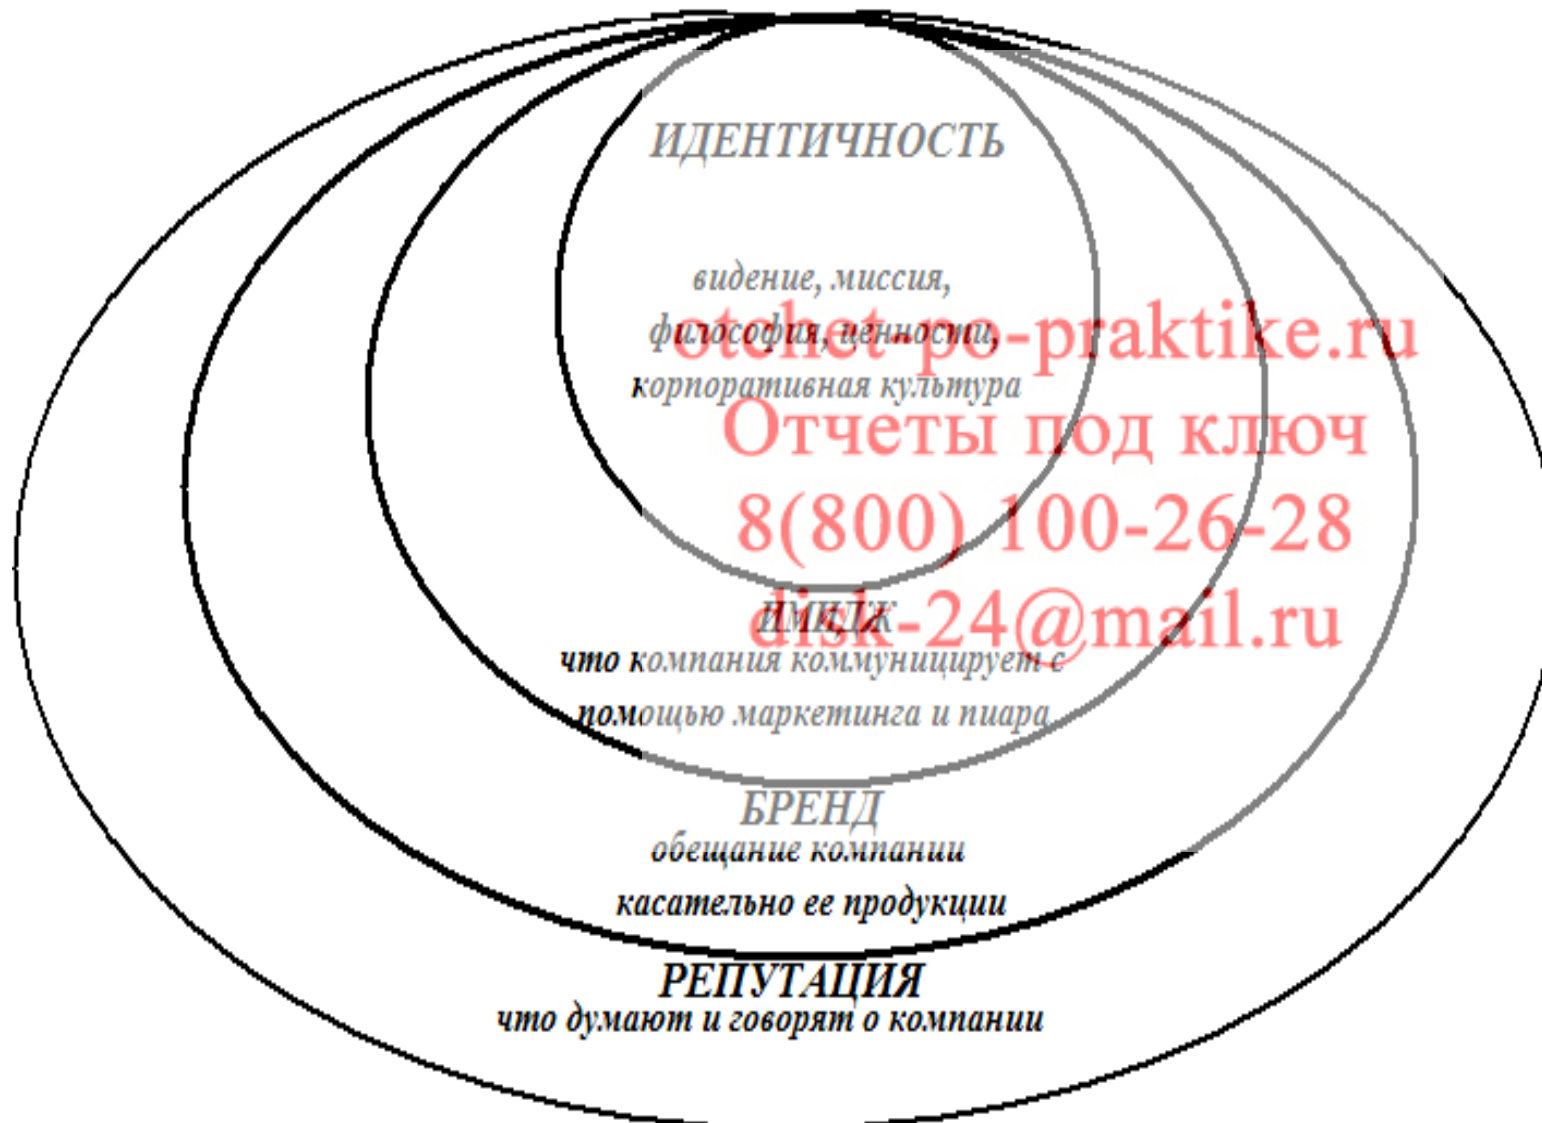 ИДЕНТИЧНОСТЬ
видение, миссия,
философия, ценности,
otchet-po-praktike.ru
корпоративная культура
Отчеты под ключ
8(800) 100-26-28
ИМИДЖ
disk-24@mail.ru
что компания коммуницирует с
помощью маркетинга и пиара
БРЕНД
обещание компании
касательно ее продукции
РЕПУТАЦИЯ
что думают и говорят о компании